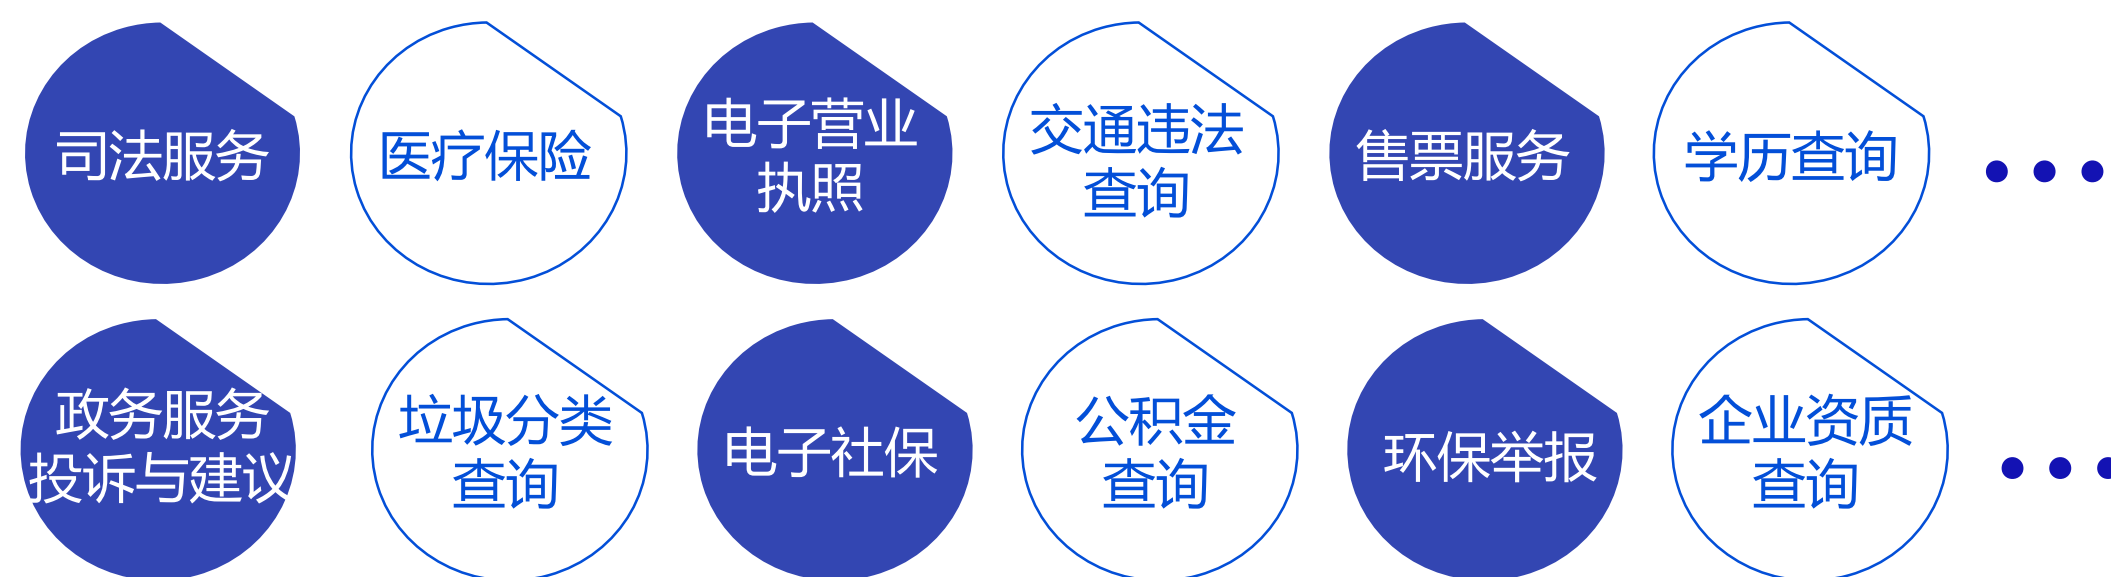 司法服务
医疗保险
电子营业
执照
交通违法
查询
售票服务
学历查询
政务服务
投诉与建议
垃圾分类
查询
电子社保
公积金
查询
环保举报
企业资质
查询